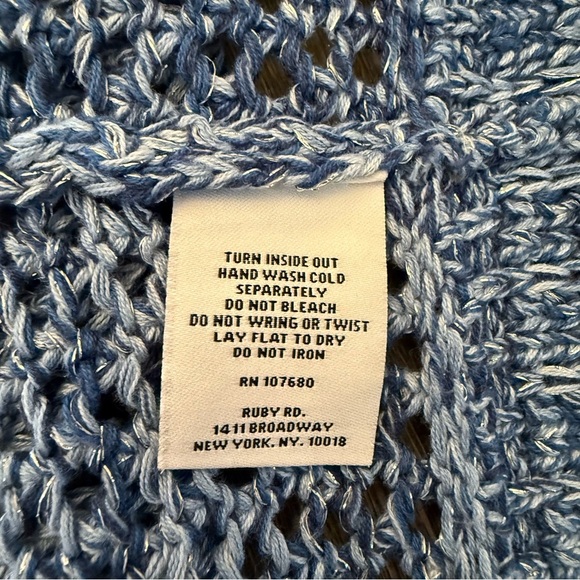 TURN INSIDE OUT
HAND WASH COLD
SEPARATELY
DO NOT BLEACH
DO NOT WRING OR TWIST
LAY FLAT TO DRY
DO NOT IRON
RN 107680
RUBY RD.
1411 BROADWAY
NEW YORK. NY. 10018